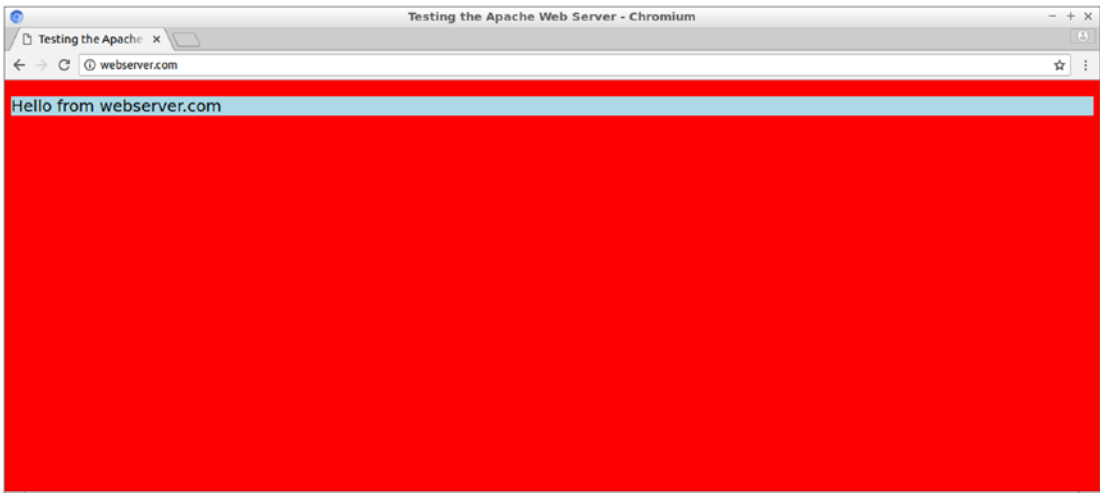 Testing the Apache Web Server - Chromium
Testing the Apache
webserver.com
Hello from webserver.com